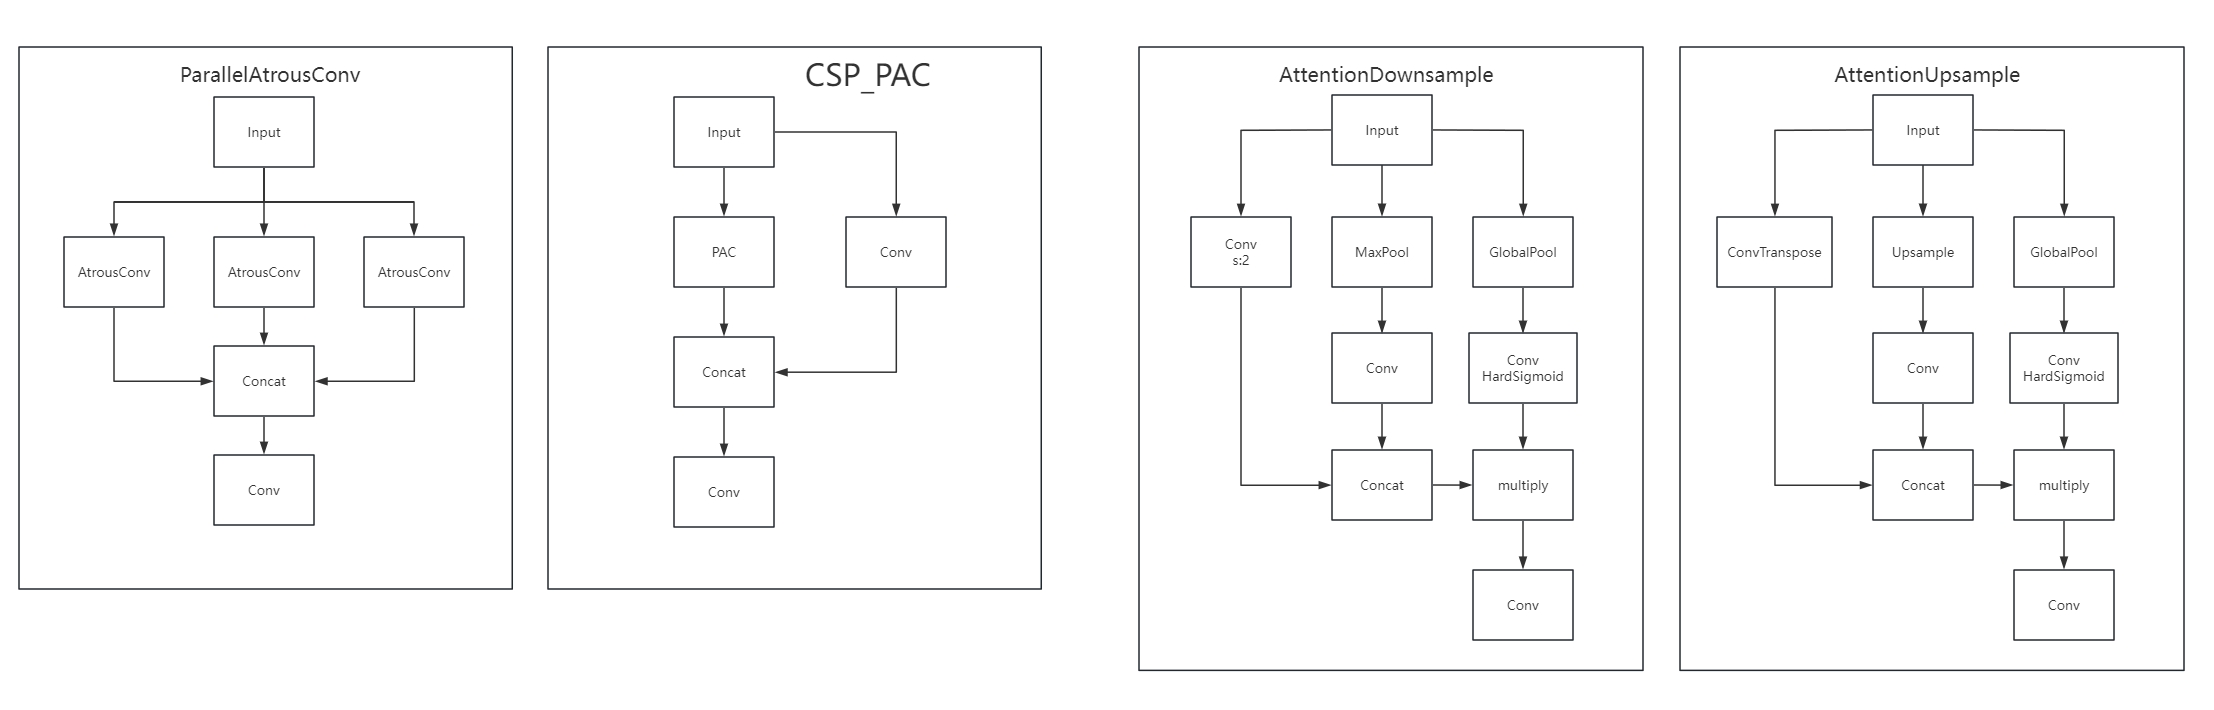 ParallelAtrousConv
Input
AtrousConv
AtrousConv
AtrousConv
Concat
Conv
CSP_PAC
Input
PAC
Conv
Concat
Conv
AttentionDownsample
Input
Conv
s:2
MaxPool
GlobalPool
Conv
Conv
HardSigmoid
Concat
multiply
Conv
AttentionUpsample
Input
ConvTranspose
Upsample
GlobalPool
Conv
Conv
HardSigmoid
Concat
multiply
Conv